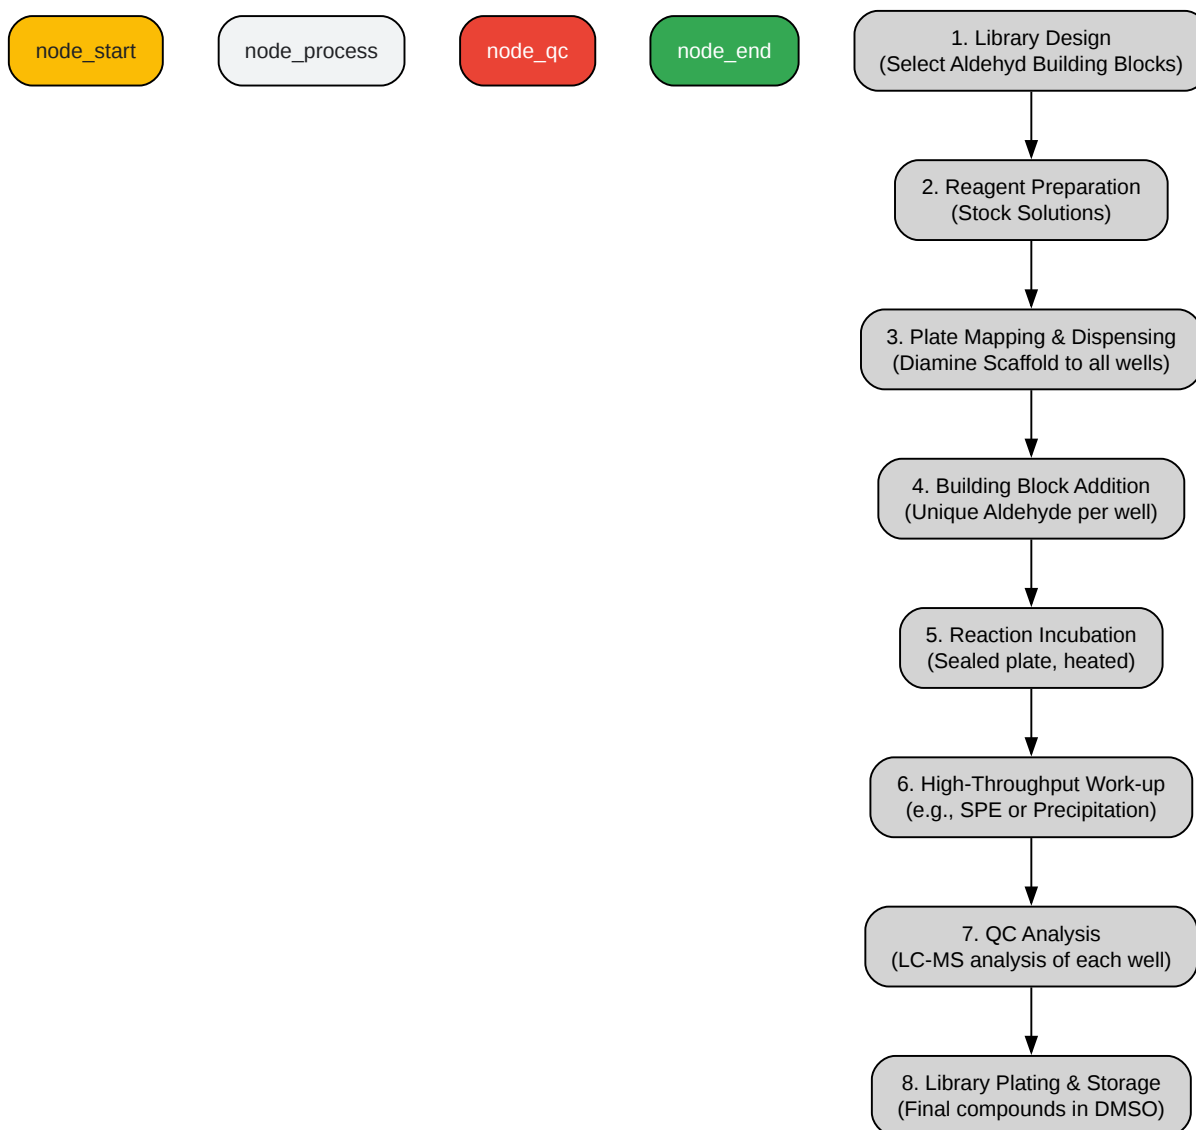 node_start
node_process
node_qc
node_end
1. Library Design
(Select Aldehyd Building Blocks)
2. Reagent Preparation
(Stock Solutions)
3. Plate Mapping & Dispensing
(Diamine Scaffold to all wells)
4. Building Block Addition
(Unique Aldehyde per well)
5. Reaction Incubation
(Sealed plate, heated)
6. High-Throughput Work-up
(e.g., SPE or Precipitation)
7. QC Analysis
(LC-MS analysis of each well)
8. Library Plating & Storage
(Final compounds in DMSO)